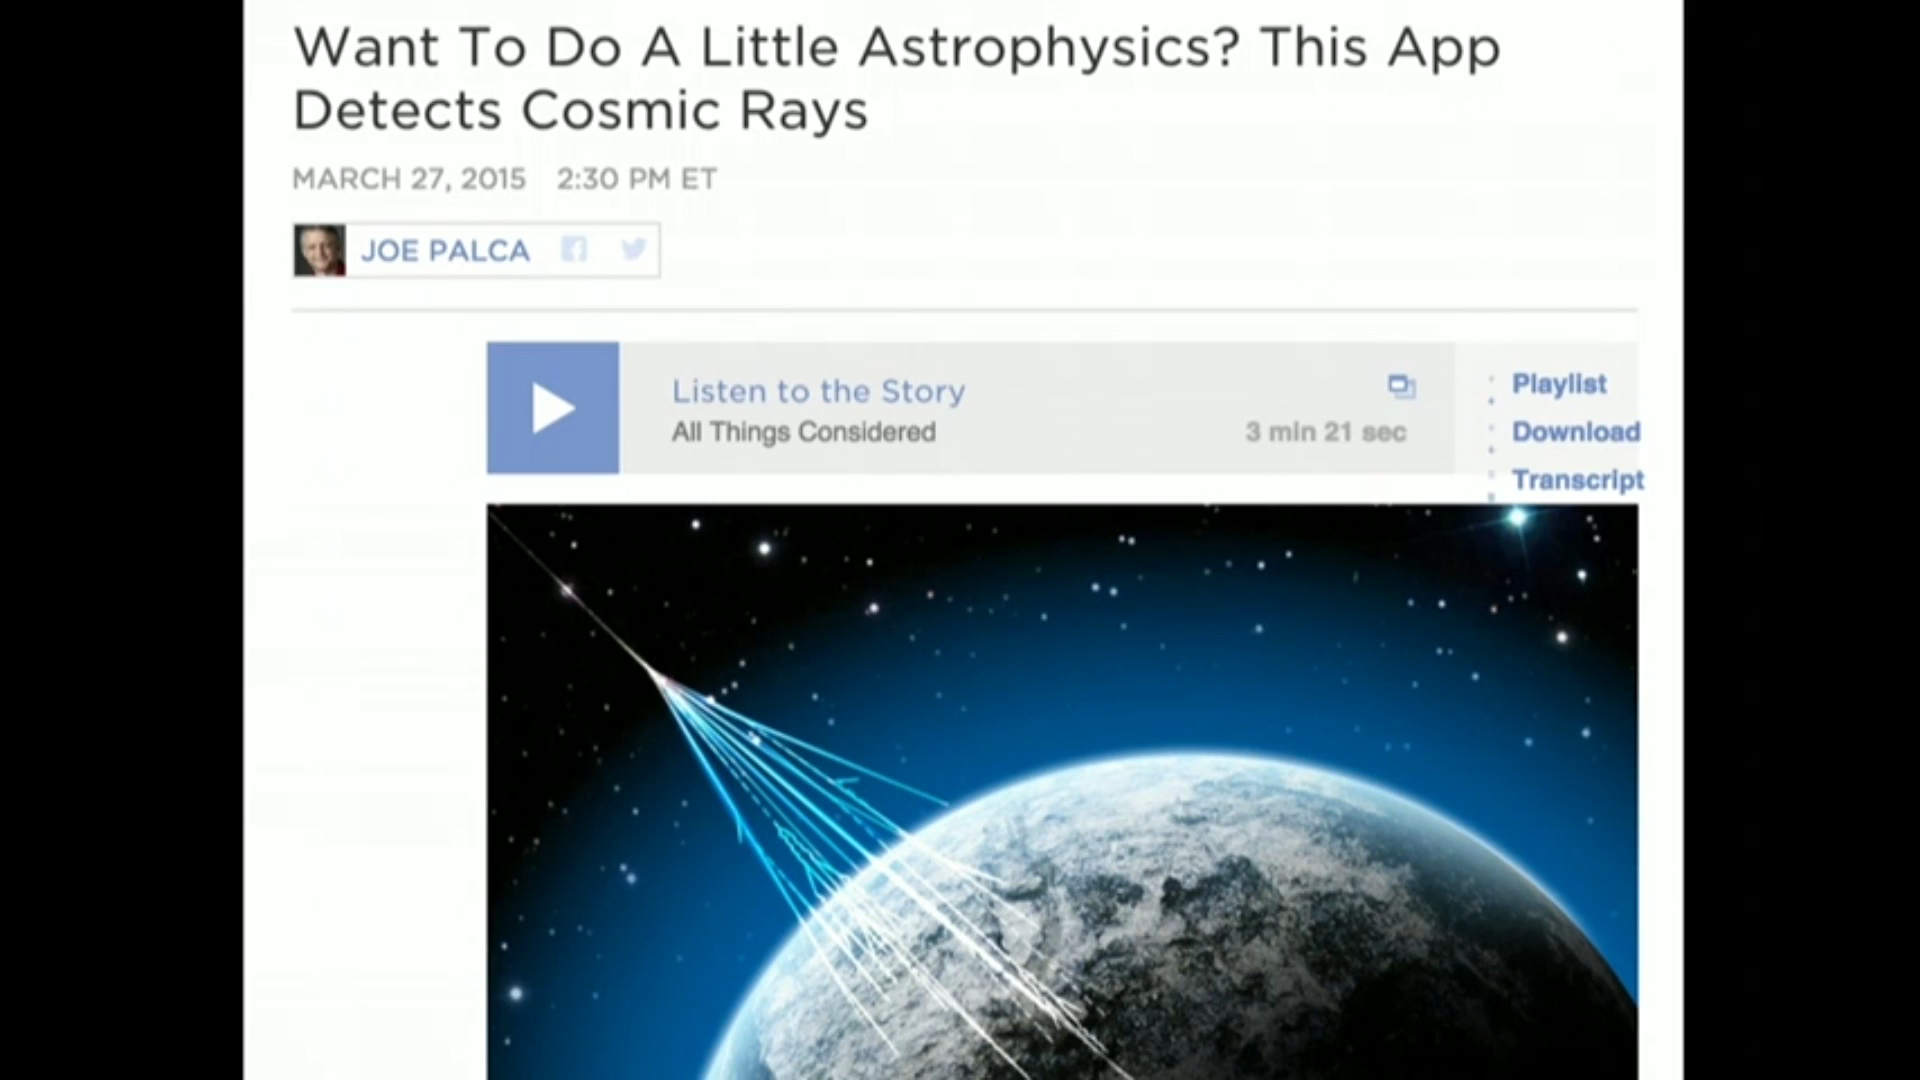 Want To Do A Little Astrophysics? This App
Detects Cosmic Rays
MARCH 27, 2015 2:30 PM ET
JOE PALCA
Listen to the Story
All Things Considered
3 min 21 sec
Playlist
Download
Transcript